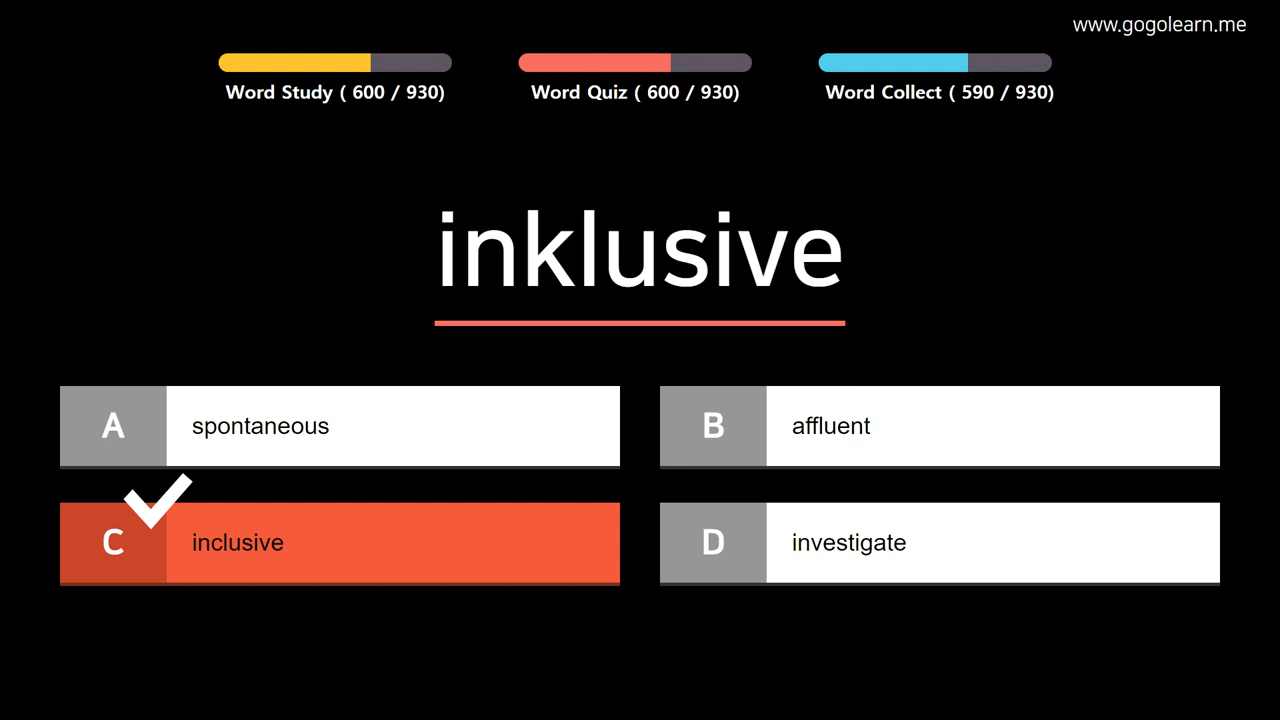 www.gogolearn.me
Word Study ( 600 / 930)
Word Quiz ( 600 / 930)
Word Collect ( 590 / 930)
inklusive
A spontaneous
B affluent
C inclusive
D investigate